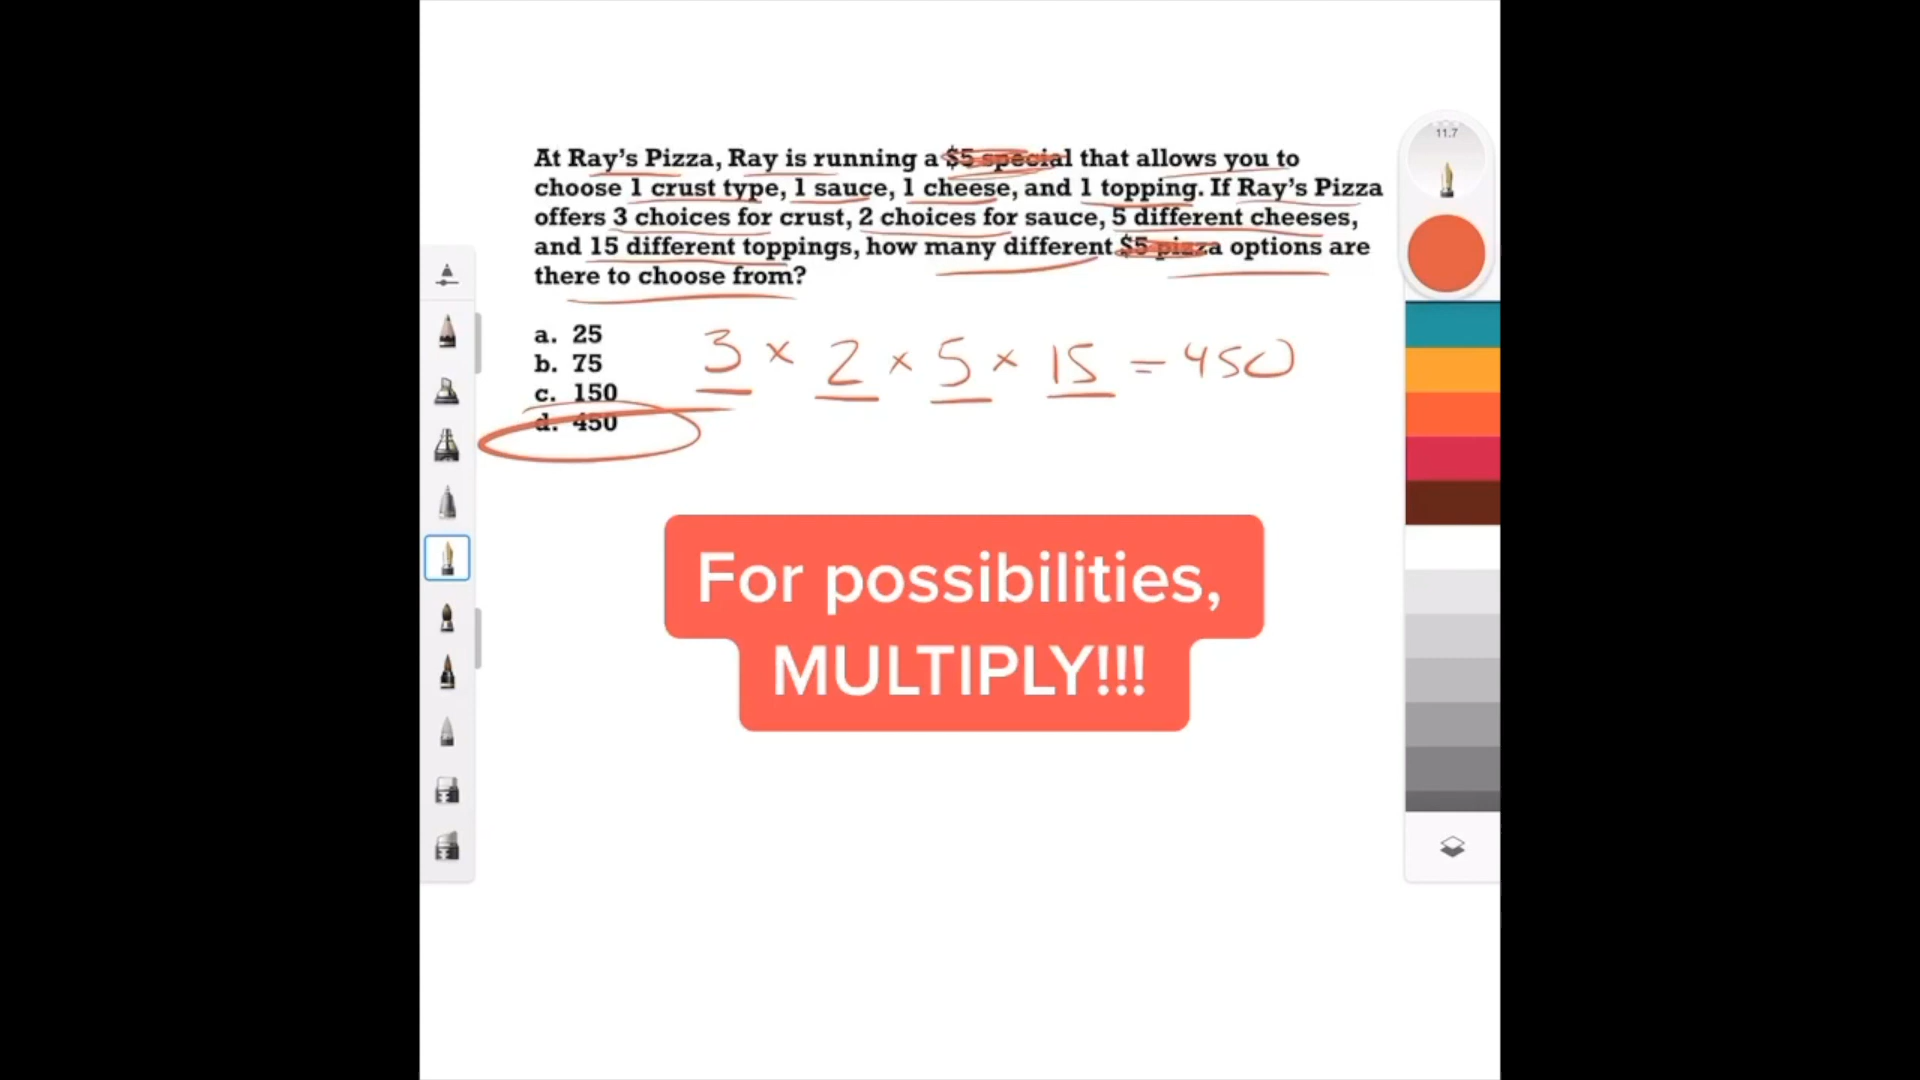 11.7
At Ray's Pizza, Ray is running a $5 special that allows you to
choose 1 crust type, 1 sauce, 1 cheese, and 1 topping. If Ray's Pizza
offers 3 choices for crust, 2 choices for sauce, 5 different cheeses,
and 15 different toppings, how many different $5 pizza options are
there to choose from?
a. 25
b. 75
c. 150
d. 450
3 × 2 × 5 × 15 = 450
For possibilities,
MULTIPLY!!!